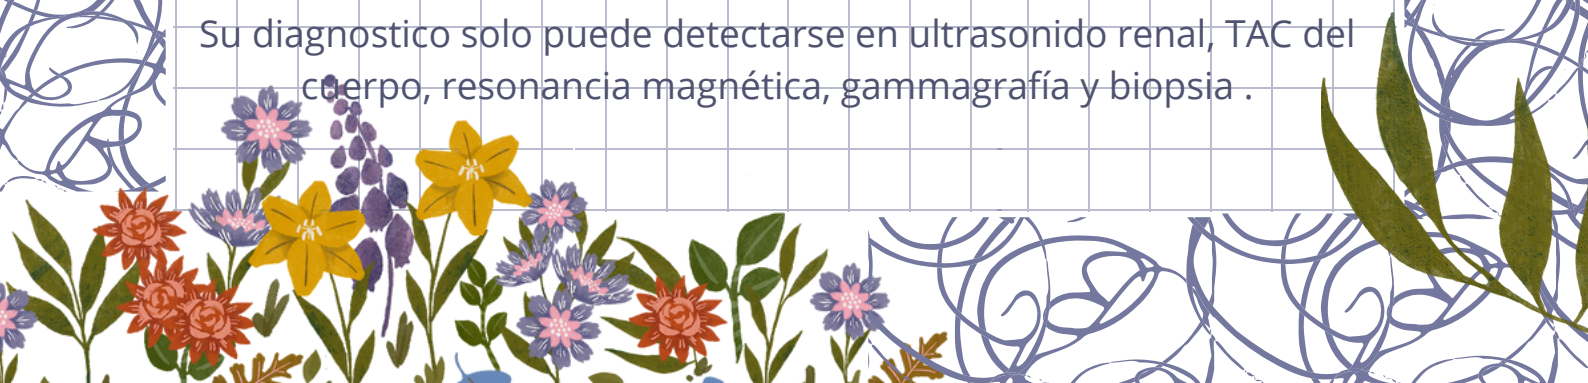 Su diagnostico solo puede detectarse en ultrasonido renal, TAC del
cuerpo, resonancia magnética, gammagrafía y biopsia .